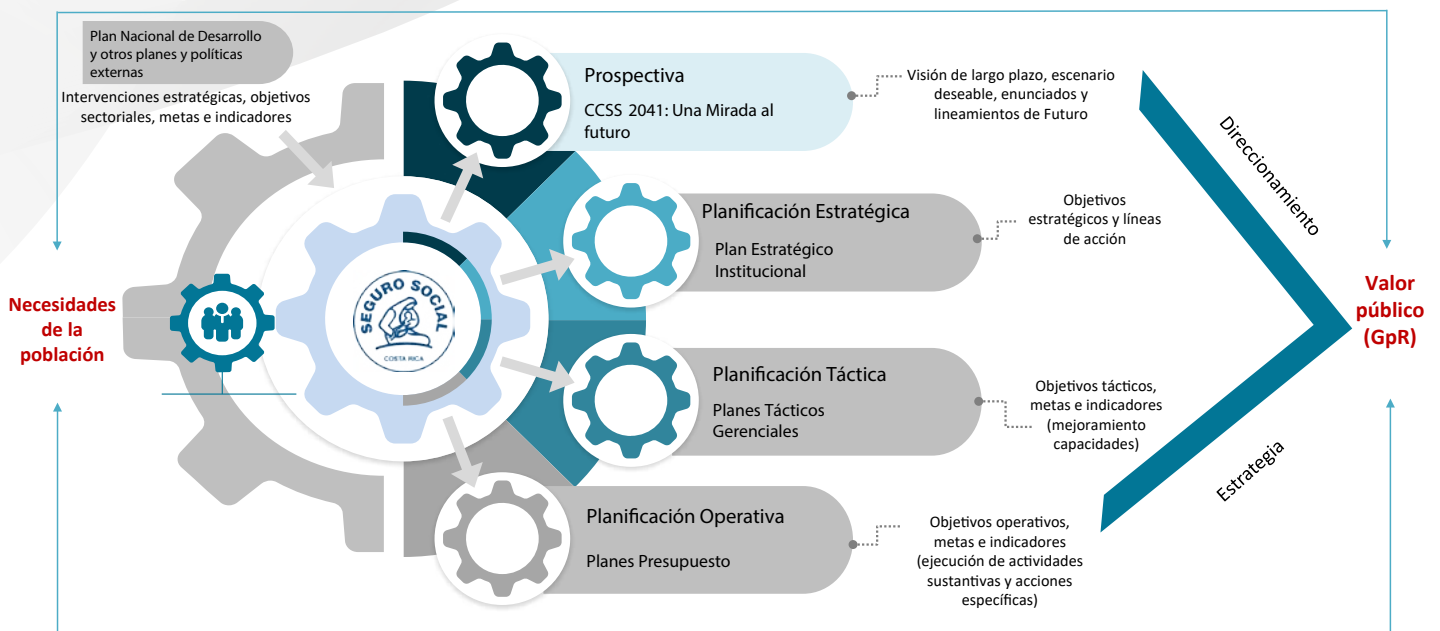 Plan Nacional de Desarrollo
y otros planes y políticas
externas
Intervenciones estratégicas, objetivos
sectoriales, metas e indicadores
Necesidades
de la
población
SEGURO SOCIAL
COSTA RICA
Prospectiva
CCSS 2041: Una Mirada al
futuro
Visión de largo plazo, escenario
deseable, enunciados y
lineamientos de Futuro
Planificación Estratégica
Plan Estratégico
Institucional
Objetivos
estratégicos y líneas
de acción
Planificación Táctica
Planes Tácticos
Gerenciales
Objetivos tácticos,
metas e indicadores
(mejoramiento
capacidades)
Planificación Operativa
Planes Presupuesto
Objetivos operativos,
metas e indicadores
(ejecución de actividades
sustantivas y acciones
específicas)
Direccionamiento
Estrategia
Valor
público
(GpR)